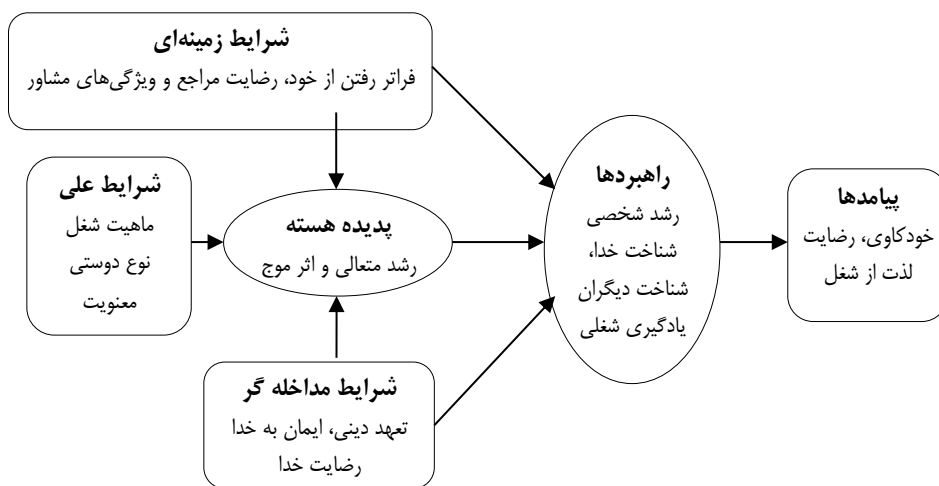 شرایط زمینه‌ای
فراتر رفتن از خود، رضایت مراجع و ویژگی‌های مشاور
شرایط علی
ماهیت شغل
نوع دوستی
معنویت
پدیده هسته
رشد متعالی و اثر موج
شرایط مداخله گر
تعهد دینی، ایمان به خدا
رضایت خدا
راهبردها
رشد شخصی
شناخت خدا،
شناخت دیگران
یادگیری شغلی
پیامدها
خودکاوی، رضایت
لذت از شغل